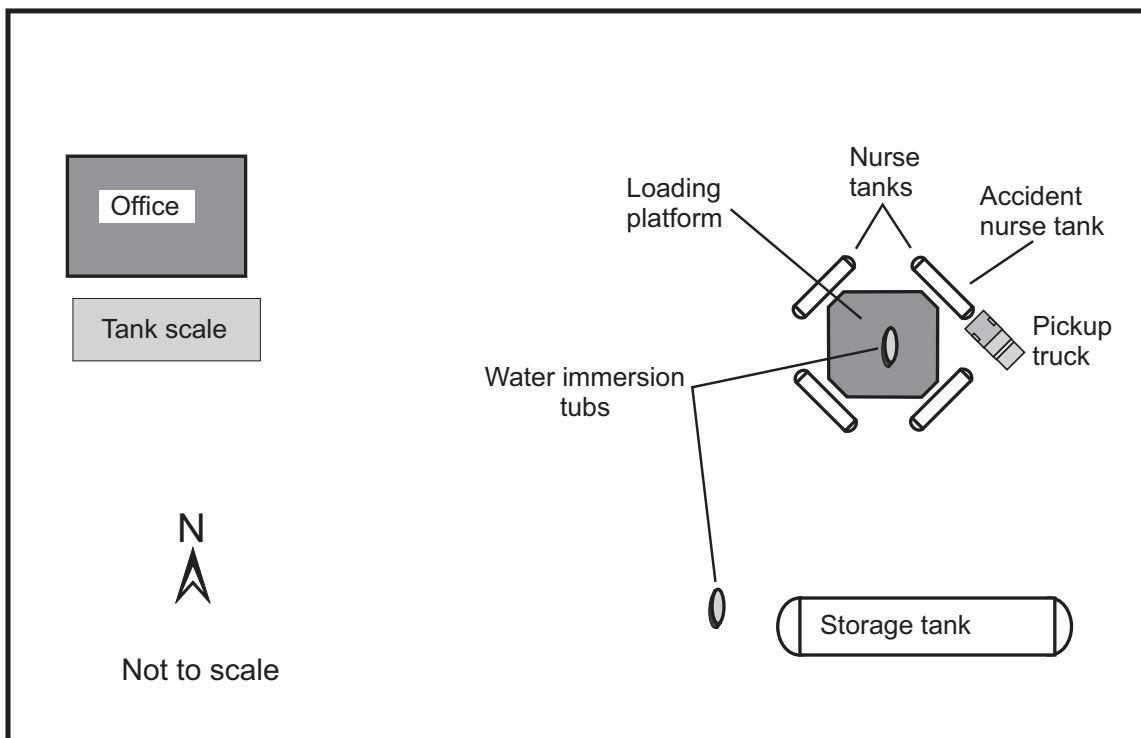 Office
Tank scale
Nurse
tanks
Loading
platform
Accident
nurse tank
Pickup
truck
Water immersion
tubs
N
Storage tank
Not to scale